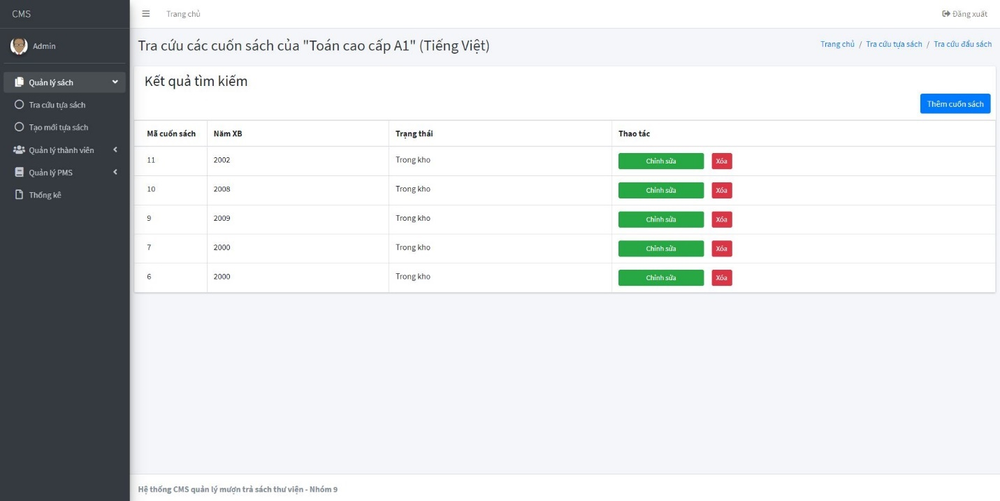 CMS
Trang chủ
Đăng xuất
Admin
Quản lý sách
Tra cứu tựa sách
Tạo mới tựa sách
Quản lý thành viên
Quản lý PMS
Thống kê
Tra cứu các cuốn sách của "Toán cao cấp A1" (Tiếng Việt)
Trang chủ / Tra cứu tựa sách / Tra cứu đầu sách
Kết quả tìm kiếm
Thêm cuốn sách
Mã cuốn sách Năm XB Trạng thái Thao tác
11 2002 Trong kho Chỉnh sửa Xóa
10 2008 Trong kho Chỉnh sửa Xóa
9 2009 Trong kho Chỉnh sửa Xóa
7 2000 Trong kho Chỉnh sửa Xóa
6 2000 Trong kho Chỉnh sửa Xóa
Hệ thống CMS quản lý mượn trả sách thư viện - Nhóm 9